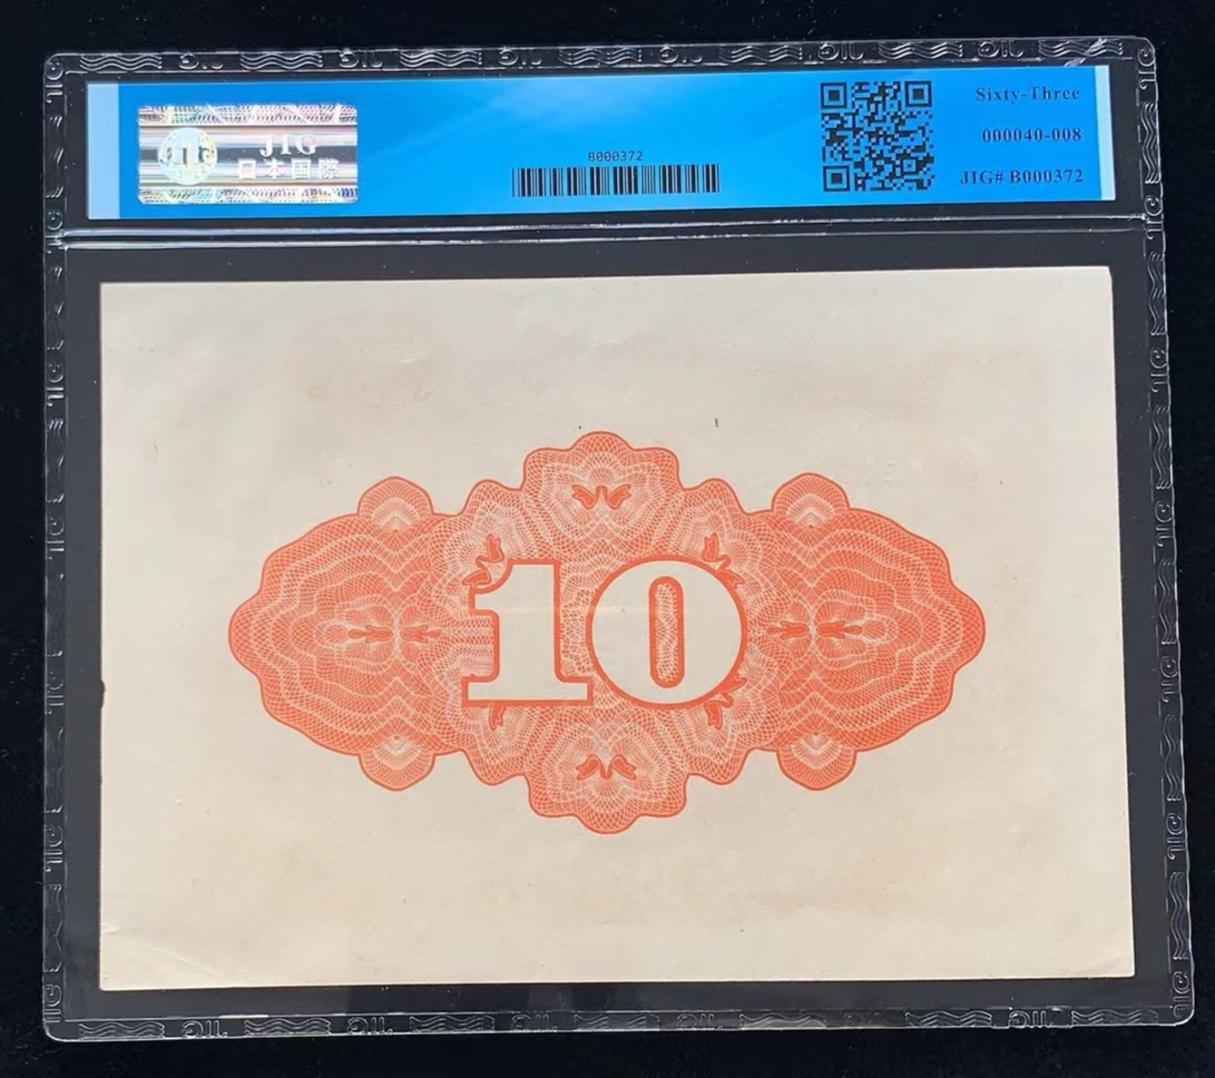 JIG
日本国際
B000372
Sixty-Three
000040-008
JIG# B000372
10